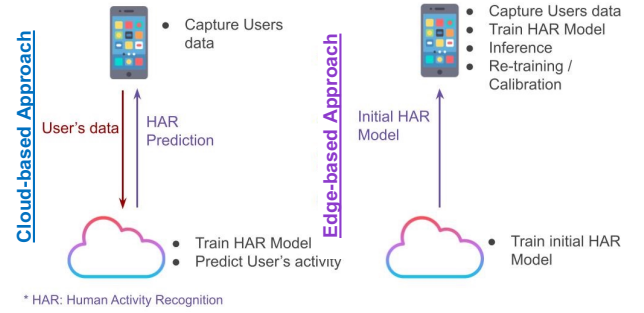 Cloud-based Approach
• Capture Users
data
User's data
HAR
Prediction
• Train HAR Model
• Predict User's activity
* HAR: Human Activity Recognition
Edge-based Approach
• Capture Users data
• Train HAR Model
• Inference
• Re-training /
Calibration
Initial HAR
Model
• Train initial HAR
Model